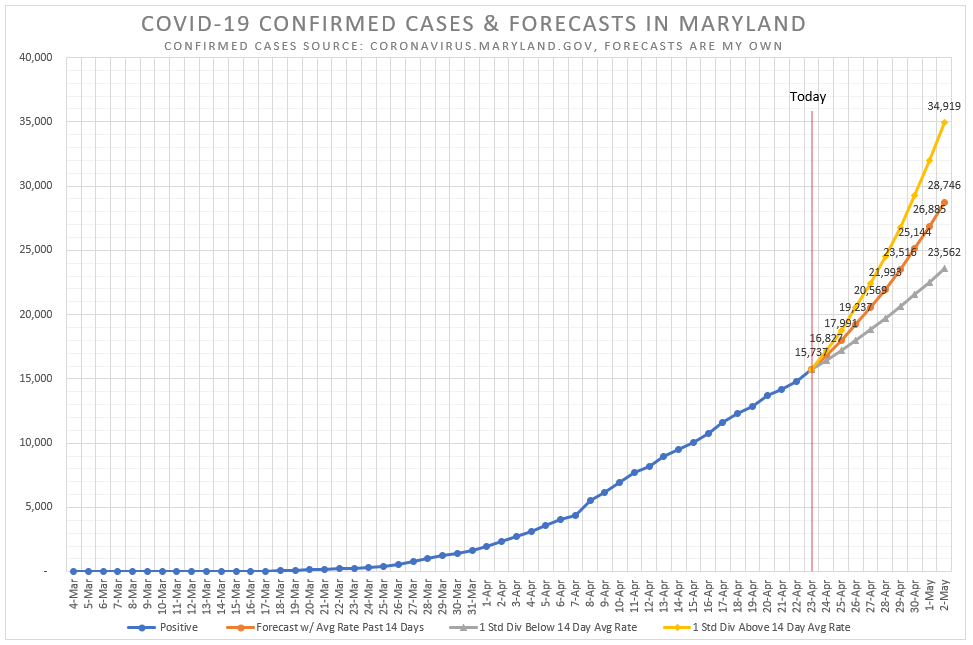 COVID-19 CONFIRMED CASES & FORECASTS IN MARYLAND
CONFIRMED CASES SOURCE: CORONAVIRUS.MARYLAND.GOV, FORECASTS ARE MY OWN
40,000
35,000
30,000
25,000
20,000
15,000
10,000
5,000
-
Today
34,919
28,746
26,885
25,144
23,562
23,516
21,993
20,569
19,237
17,991
16,827
15,737
4-Mar
5-Mar
6-Mar
7-Mar
8-Mar
9-Mar
10-Mar
11-Mar
12-Mar
13-Mar
14-Mar
15-Mar
16-Mar
17-Mar
18-Mar
19-Mar
20-Mar
21-Mar
22-Mar
23-Mar
24-Mar
25-Mar
26-Mar
27-Mar
28-Mar
29-Mar
30-Mar
31-Mar
1-Apr
2-Apr
3-Apr
4-Apr
5-Apr
6-Apr
7-Apr
8-Apr
9-Apr
10-Apr
11-Apr
12-Apr
13-Apr
14-Apr
15-Apr
16-Apr
17-Apr
18-Apr
19-Apr
20-Apr
21-Apr
22-Apr
23-Apr
24-Apr
25-Apr
26-Apr
27-Apr
28-Apr
29-Apr
30-Apr
1-May
2-May
Positive
Forecast w/ Avg Rate Past 14 Days
1 Std Div Below 14 Day Avg Rate
1 Std Div Above 14 Day Avg Rate